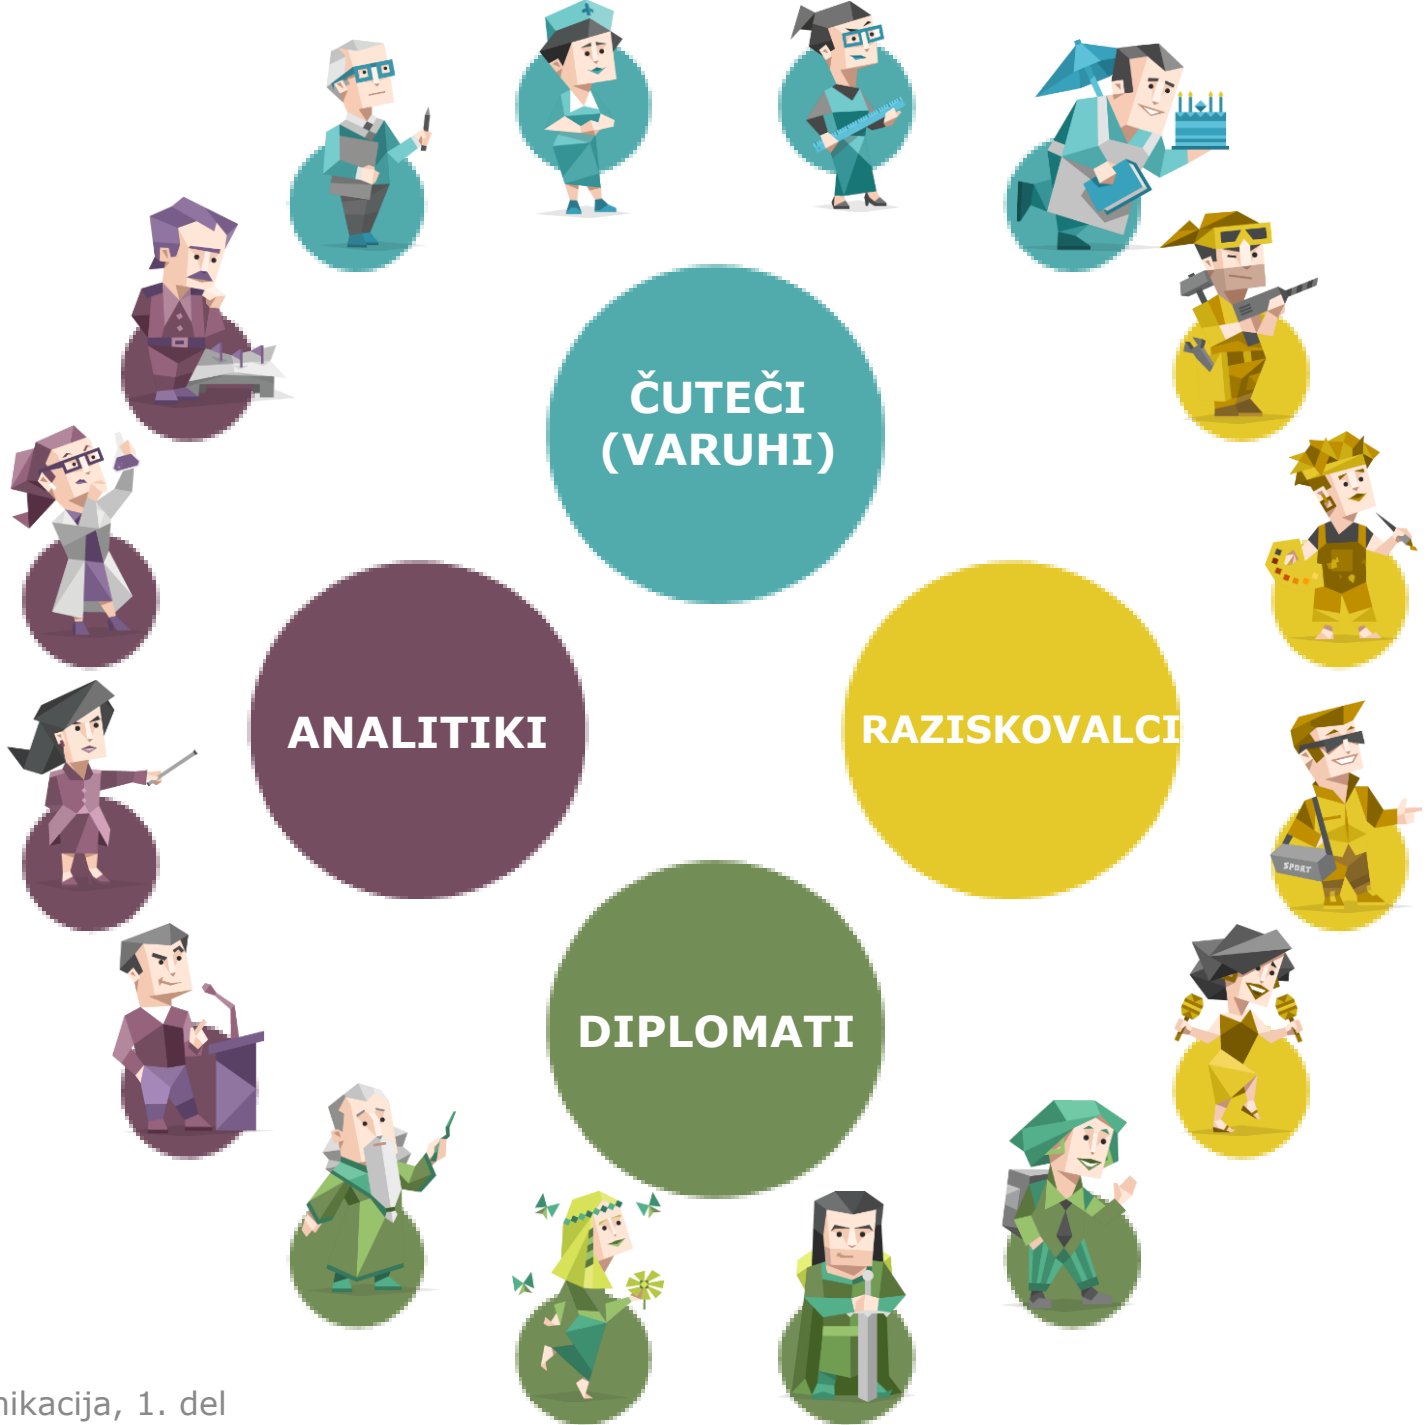 ČUTEČI
(VARUHI)
ANALITIKI
RAZISKOVALCI
SPORT
DIPLOMATI
nikacija, 1. del